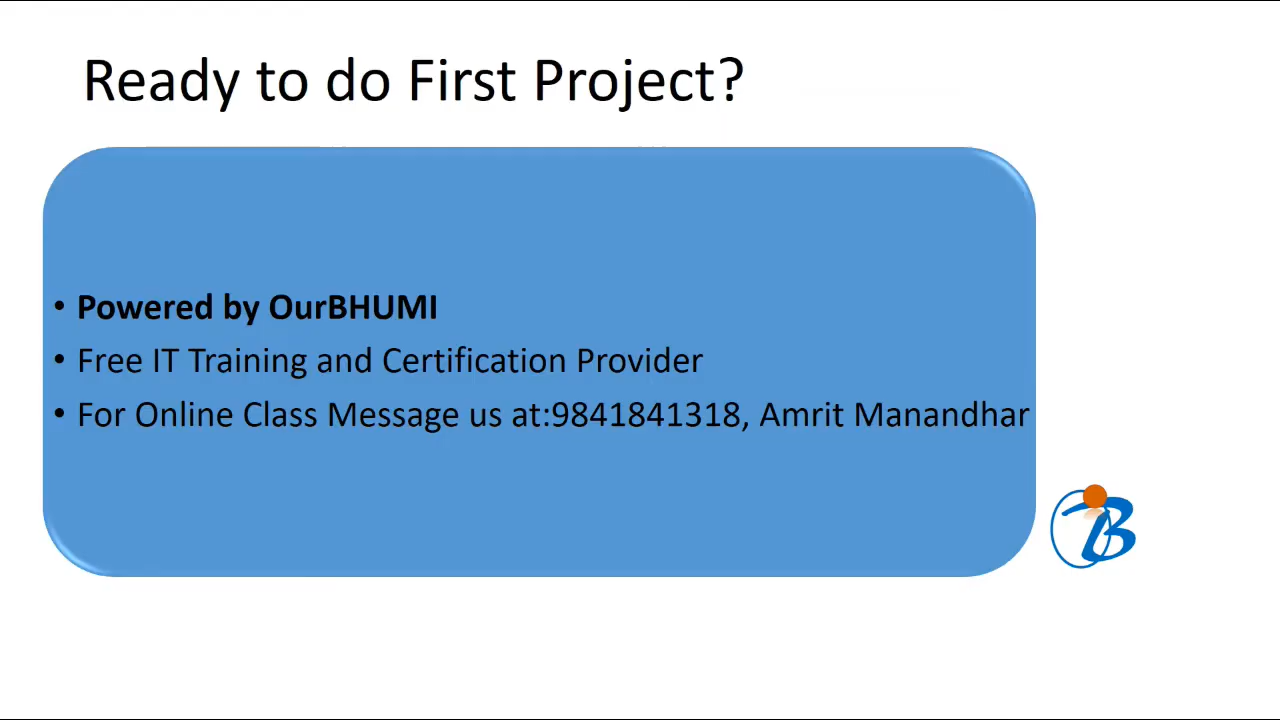 Ready to do First Project?
• Powered by OurBHUMI
• Free IT Training and Certification Provider
• For Online Class Message us at:9841841318, Amrit Manandhar
iB